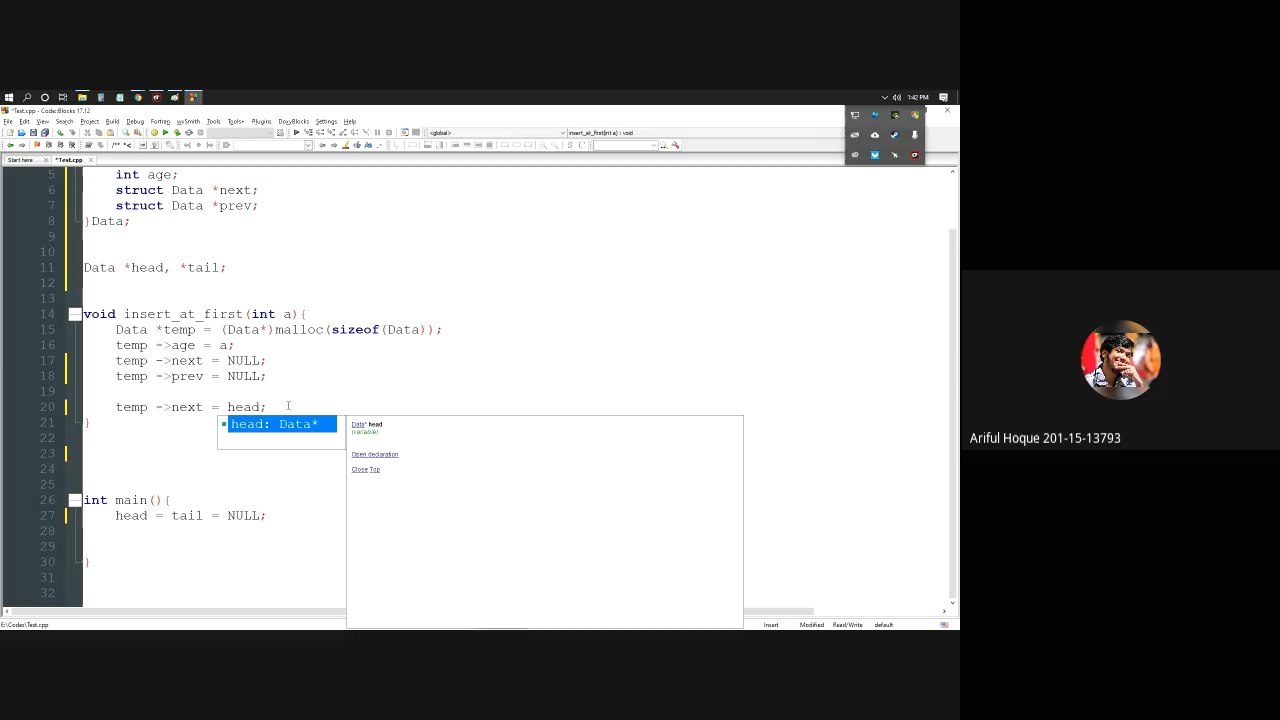 1:42 PM
*Test.cpp - Code::Blocks 17.12
File Edit View Search Project Build Debug Fortran wxSmith Tools Tools+ Plugins DoxyBlocks Settings Help
<global> insert_at_first(int a) : void
Start here *Test.cpp
5 int age;
6 struct Data *next;
7 struct Data *prev;
8 }Data;
9
10
11 Data *head, *tail;
12
13
14 void insert_at_first(int a){
15 Data *temp = (Data*)malloc(sizeof(Data));
16 temp ->age = a;
17 temp ->next = NULL;
18 temp ->prev = NULL;
19
20 temp ->next = head;
21 }
head: Data*
Data* head
(variable)
Open declaration
Close Top
22
23
24
25
26 int main(){
27 head = tail = NULL;
28
29
30 }
31
32
E:\Codes\Test.cpp Insert Modified Read/Write default
Ariful Hoque 201-15-13793